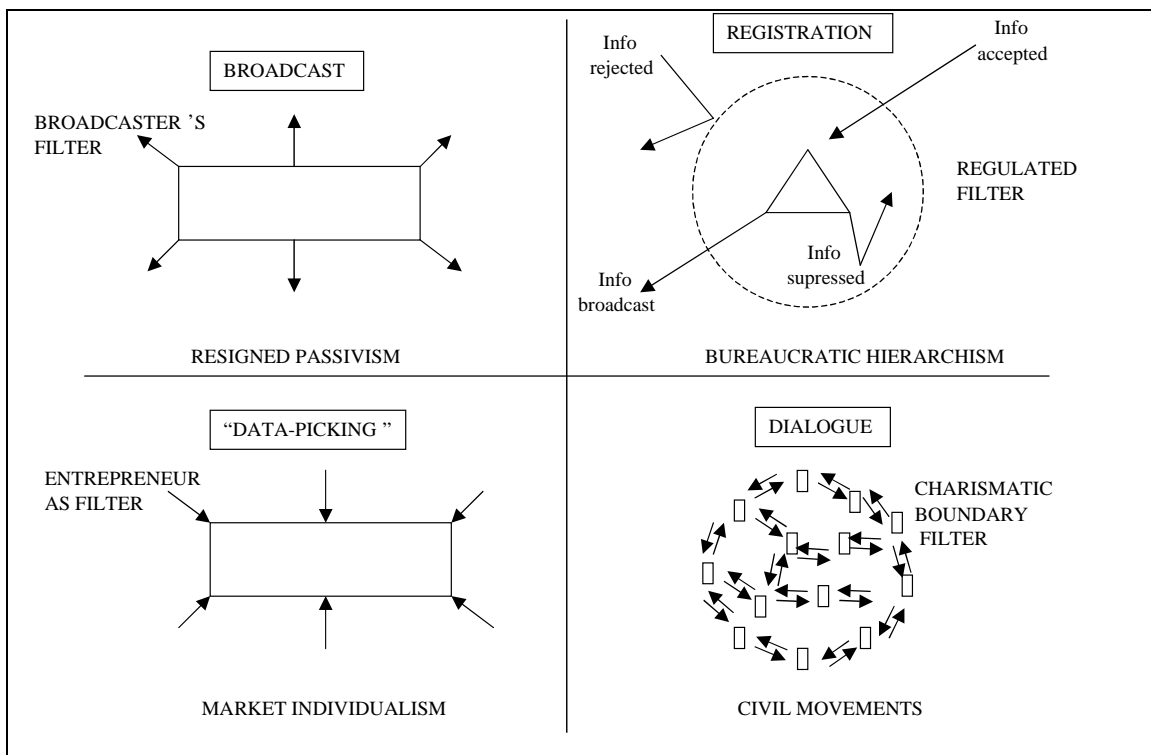 BROADCAST
BROADCASTER 'S
FILTER
RESIGNED PASSIVISM
REGISTRATION
Info
rejected
Info
accepted
REGULATED
FILTER
Info
supressed
Info
broadcast
BUREAUCRATIC HIERARCHISM
“DATA-PICKING ”
ENTREPRENEUR
AS FILTER
MARKET INDIVIDUALISM
DIALOGUE
CHARISMATIC
BOUNDARY
FILTER
CIVIL MOVEMENTS